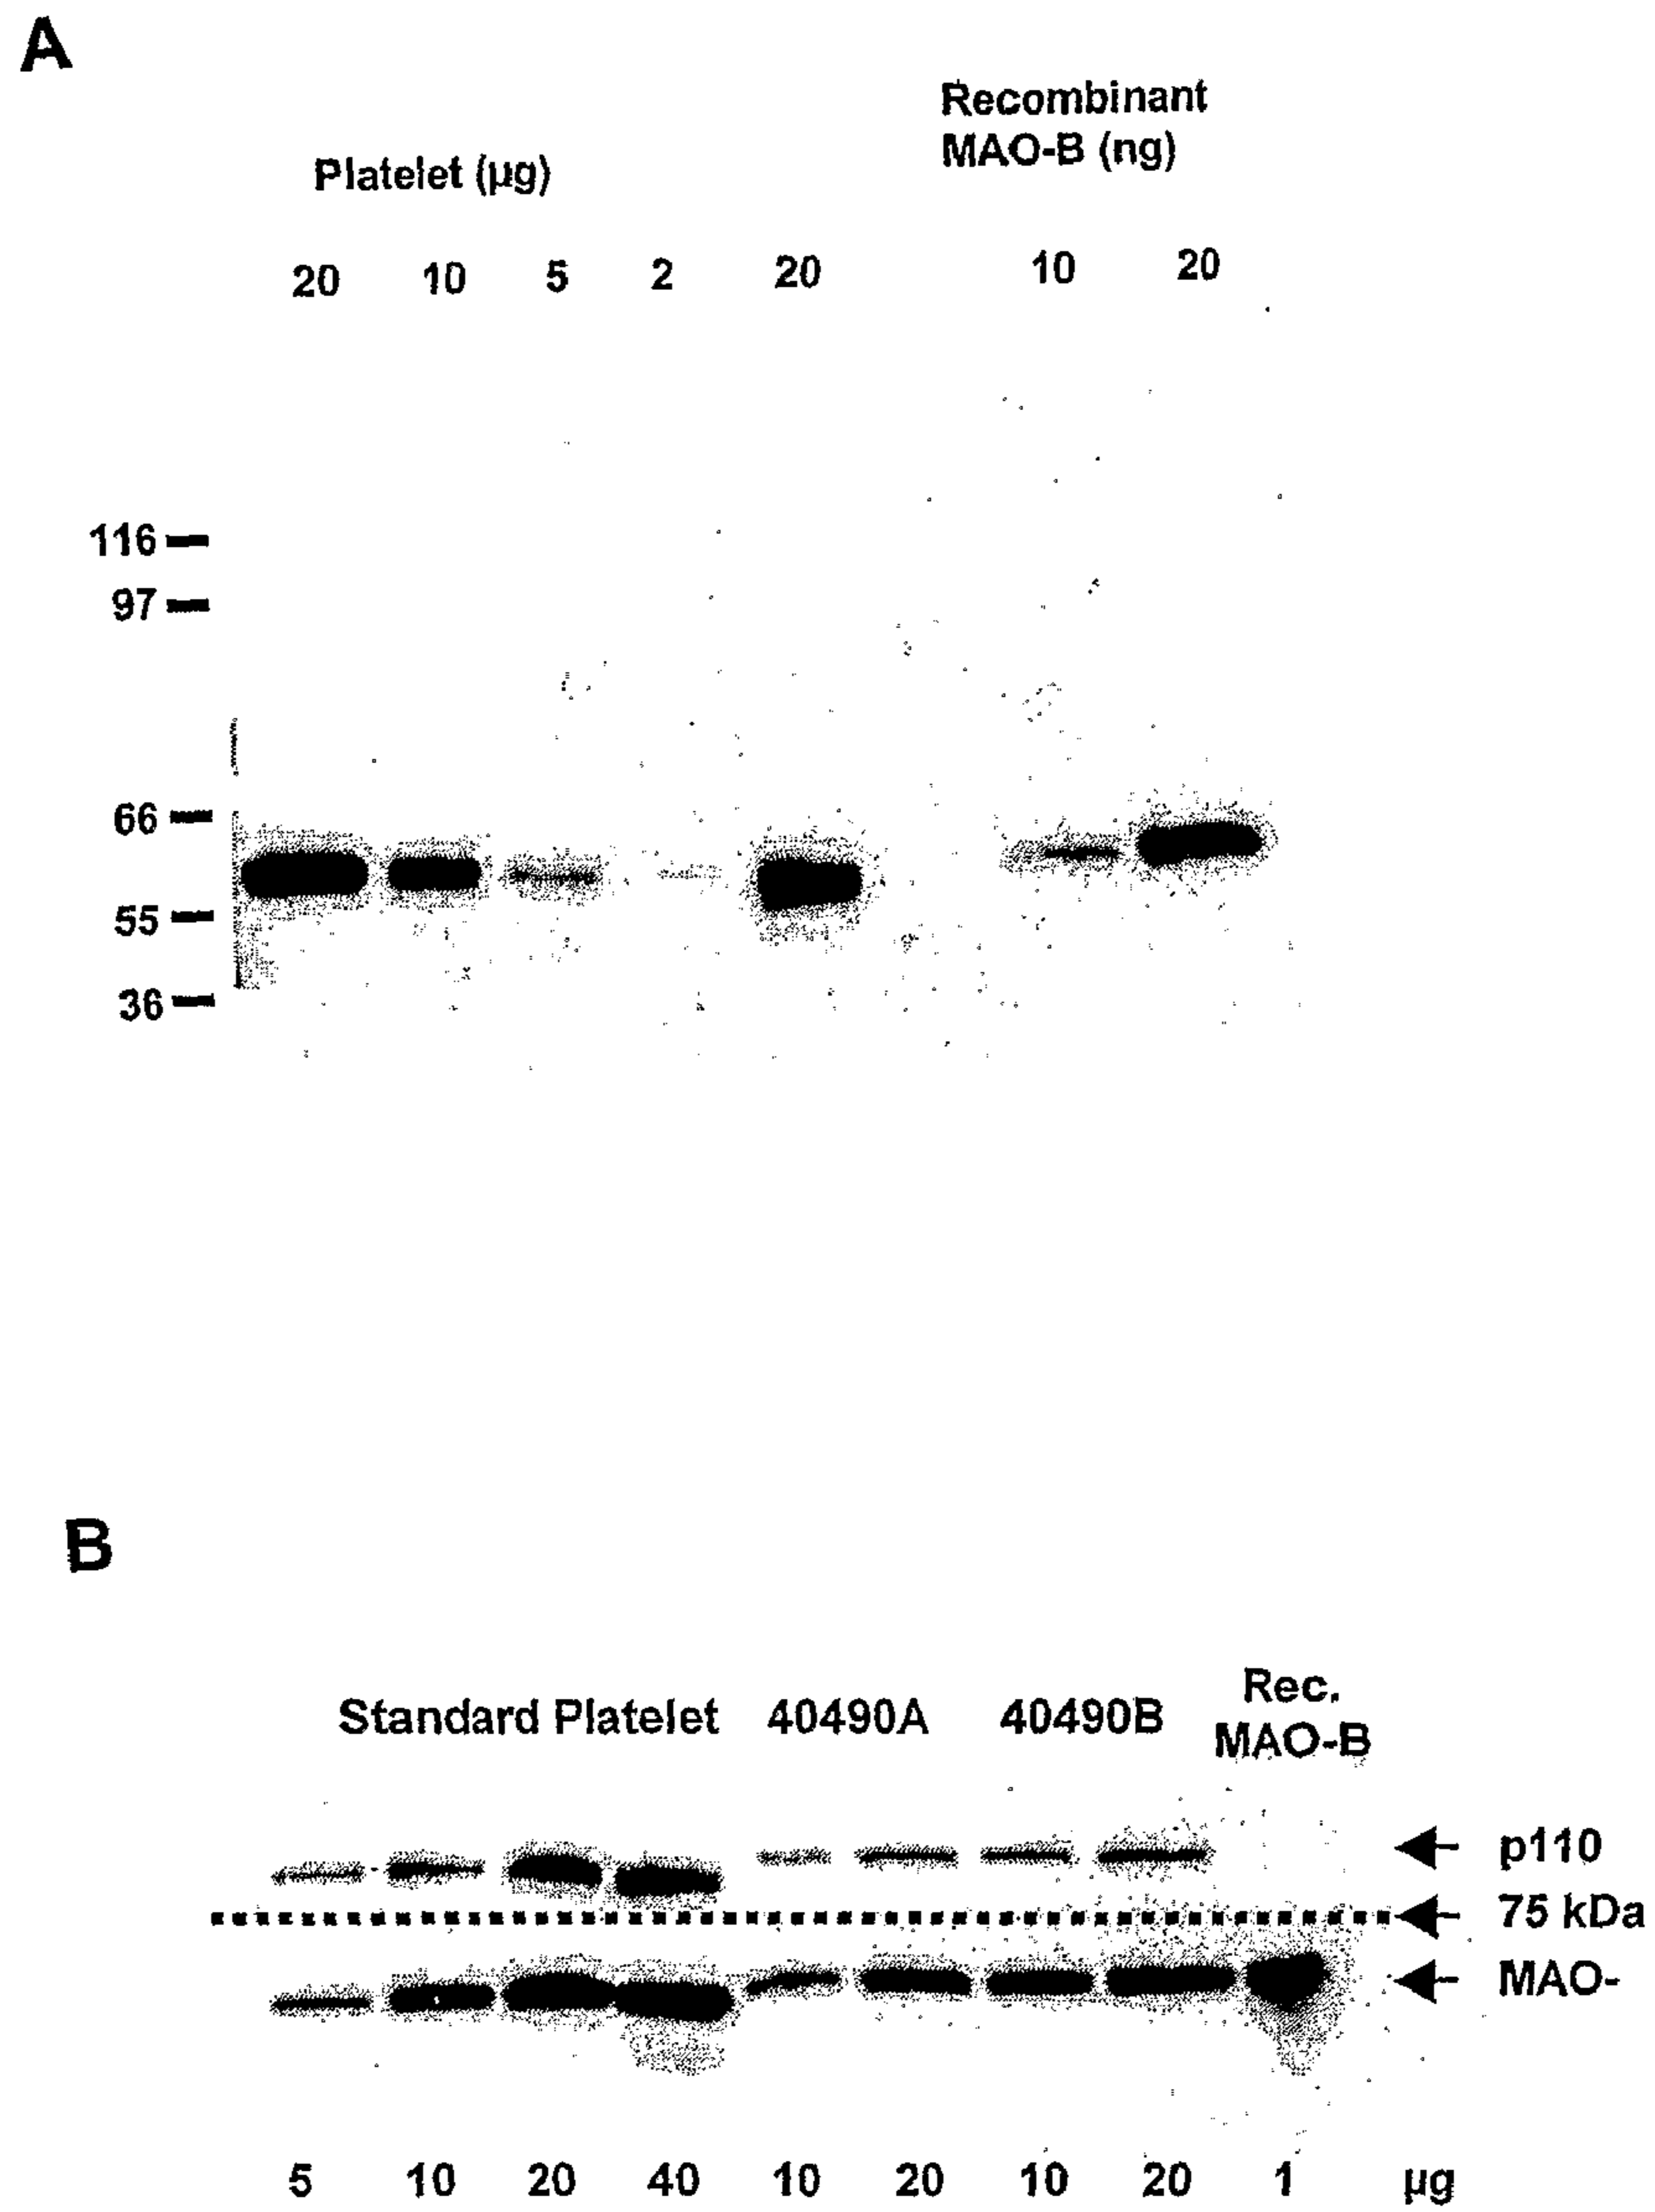 A
Recombinant
MAO-B (ng)
Platelet (µg)
20 10 5 2 20 10 20
116
97
66
55
36
B
Standard Platelet 40490A 40490B Rec.
MAO-B
p110
75 kDa
MAO-
5 10 20 40 10 20 10 20 1 µg